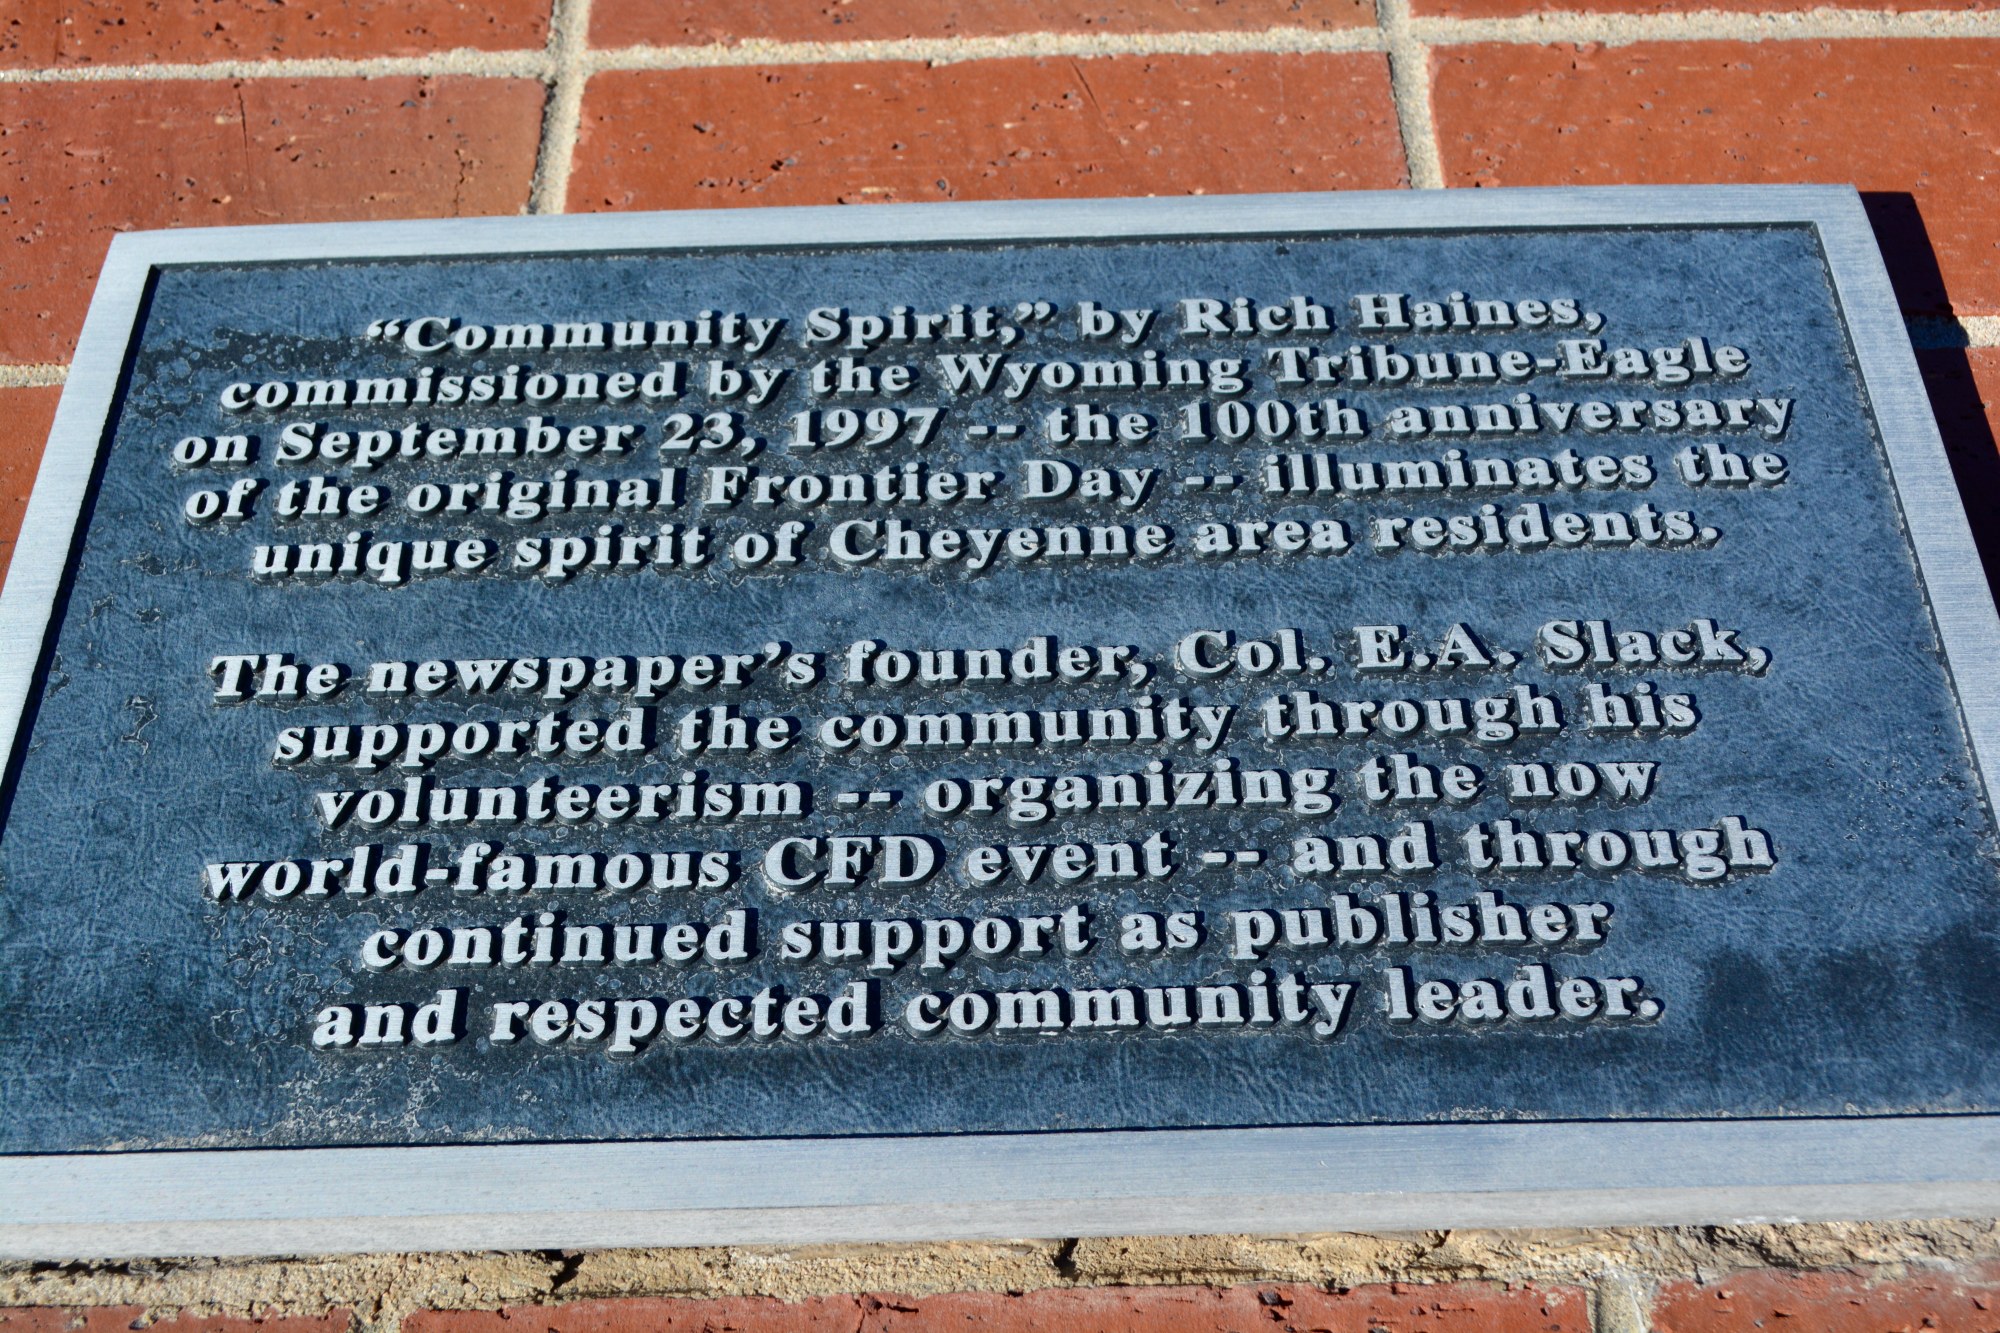 “Community Spirit,” by Rich Haines,
commissioned by the Wyoming Tribune-Eagle
on September 23, 1997 -- the 100th anniversary
of the original Frontier Day -- illuminates the
unique spirit of Cheyenne area residents.
The newspaper’s founder, Col. E.A. Slack,
supported the community through his
volunteerism -- organizing the now
world-famous CFD event -- and through
continued support as publisher
and respected community leader.